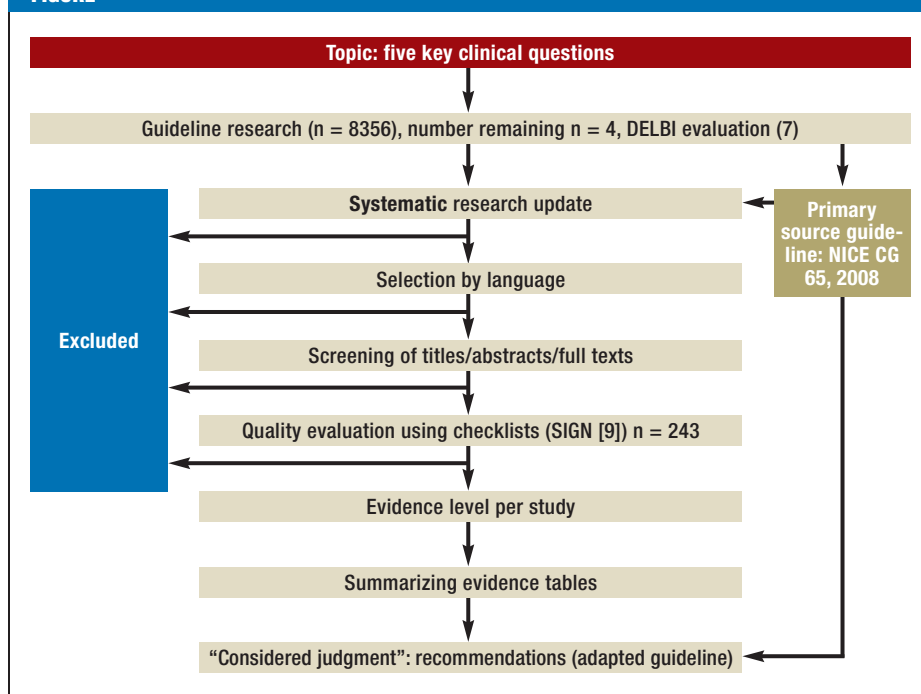 Topic: five key clinical questions
Guideline research (n = 8356), number remaining n = 4, DELBI evaluation (7)
Systematic research update
Primary
source guide-
line: NICE CG
65, 2008
Selection by language
Excluded
Screening of titles/abstracts/full texts
Quality evaluation using checklists (SIGN [9]) n = 243
Evidence level per study
Summarizing evidence tables
“Considered judgment”: recommendations (adapted guideline)